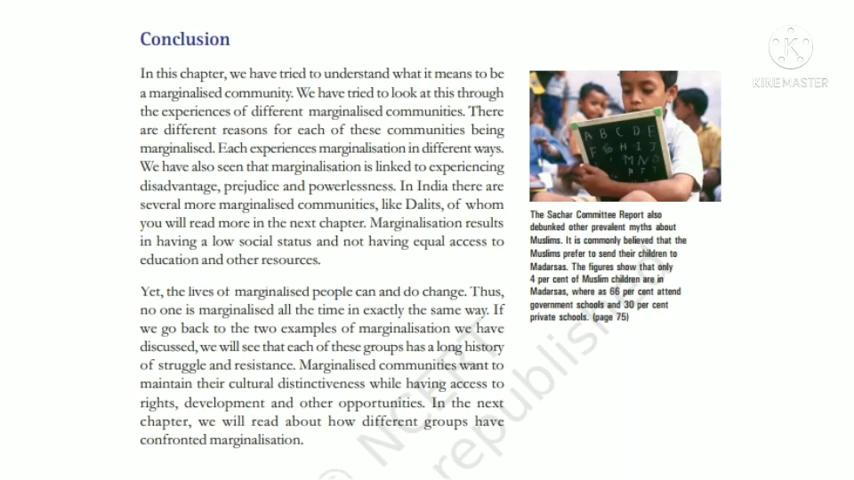 Conclusion
In this chapter, we have tried to understand what it means to be
a marginalised community. We have tried to look at this through
the experiences of different marginalised communities. There
are different reasons for each of these communities being
marginalised. Each experiences marginalisation in different ways.
We have also seen that marginalisation is linked to experiencing
disadvantage, prejudice and powerlessness. In India there are
several more marginalised communities, like Dalits, of whom
you will read more in the next chapter. Marginalisation results
in having a low social status and not having equal access to
education and other resources.
Yet, the lives of marginalised people can and do change. Thus,
no one is marginalised all the time in exactly the same way. If
we go back to the two examples of marginalisation we have
discussed, we will see that each of these groups has a long history
of struggle and resistance. Marginalised communities want to
maintain their cultural distinctiveness while having access to
rights, development and other opportunities. In the next
chapter, we will read about how different groups have
confronted marginalisation.
K
KINEMASTER
A B C D E
The Sachar Committee Report also
debunked other prevalent myths about
Muslims. It is commonly believed that the
Muslims prefer to send their children to
Madarsas. The figures show that only
4 per cent of Muslim children are in
Madarsas, where as 66 per cent attend
government schools and 30 per cent
private schools. (page 75)
© NCERT
republished